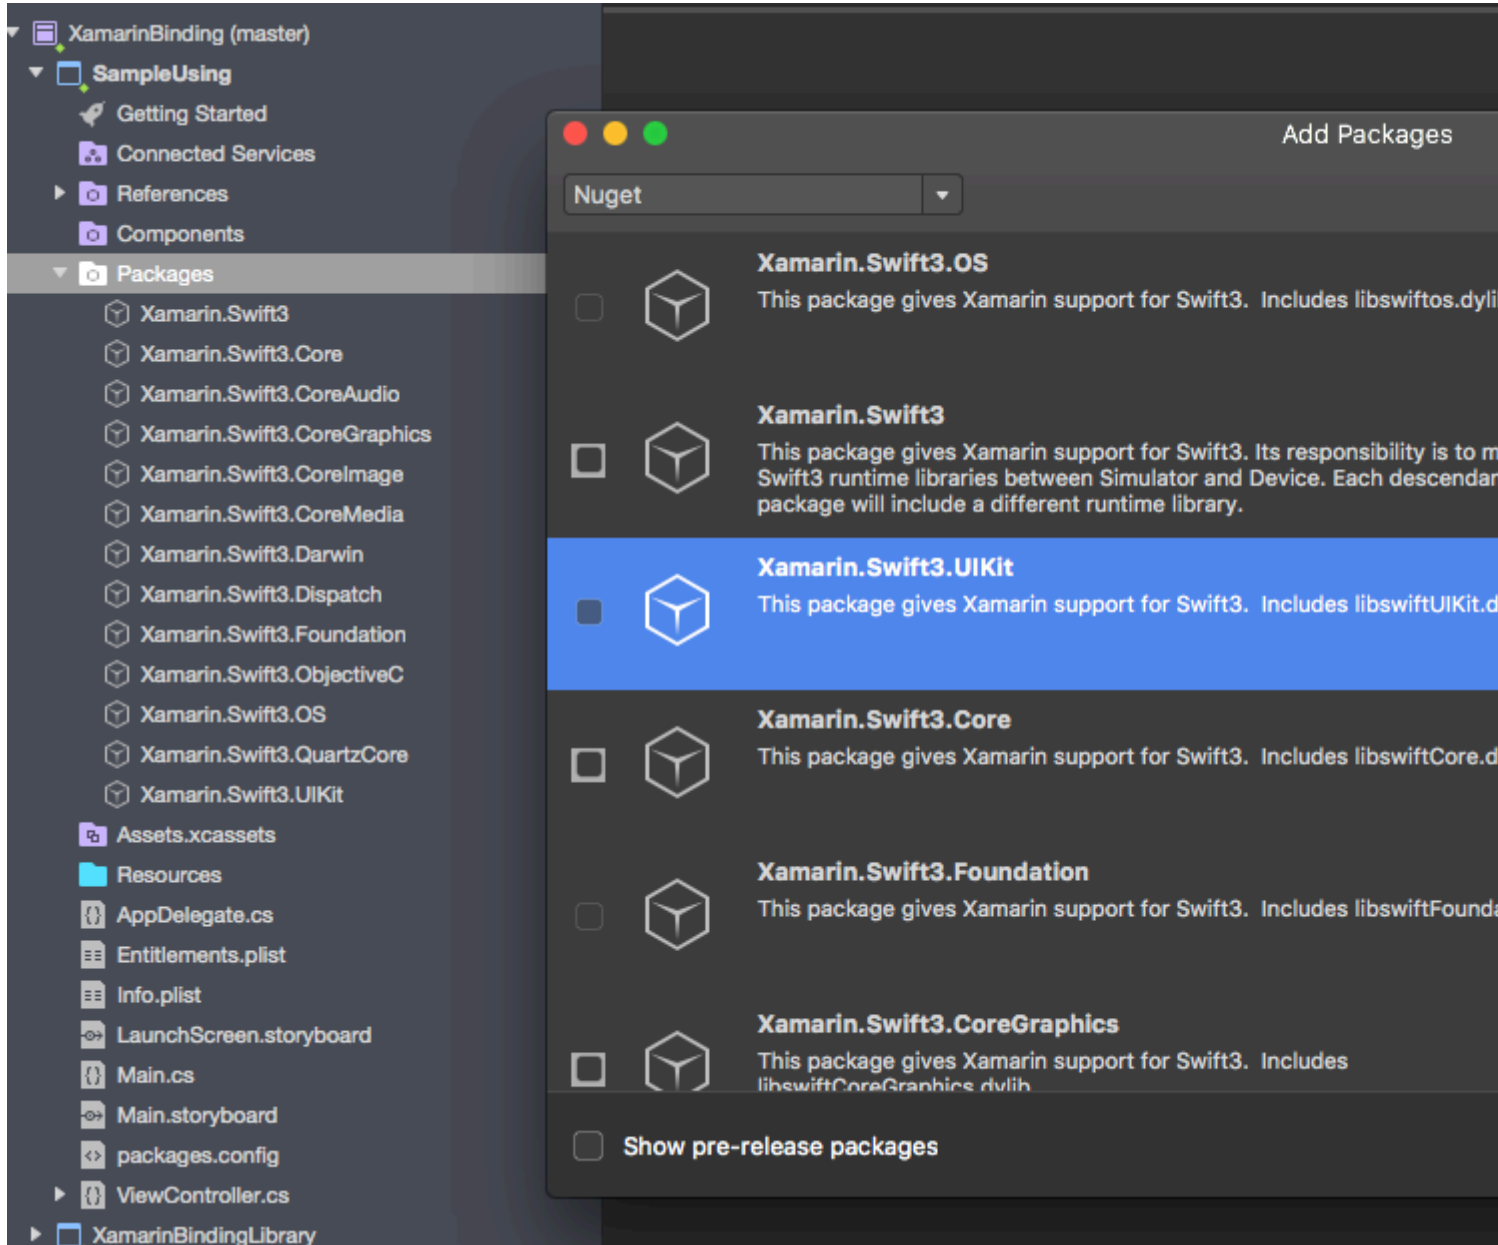 XamarinBinding (master)
SampleUsing
Getting Started
Connected Services
References
Components
Packages
Xamarin.Swift3
Xamarin.Swift3.Core
Xamarin.Swift3.CoreAudio
Xamarin.Swift3.CoreGraphics
Xamarin.Swift3.CoreImage
Xamarin.Swift3.CoreMedia
Xamarin.Swift3.Darwin
Xamarin.Swift3.Dispatch
Xamarin.Swift3.Foundation
Xamarin.Swift3.ObjectiveC
Xamarin.Swift3.OS
Xamarin.Swift3.QuartzCore
Xamarin.Swift3.UIKit
Assets.xcassets
Resources
AppDelegate.cs
Entitlements.plist
Info.plist
LaunchScreen.storyboard
Main.cs
Main.storyboard
packages.config
ViewController.cs
XamarinBindingLibrary
Add Packages
Nuget
Xamarin.Swift3.OS
This package gives Xamarin support for Swift3. Includes libswiftos.dyli
Xamarin.Swift3
This package gives Xamarin support for Swift3. Its responsibility is to m
Swift3 runtime libraries between Simulator and Device. Each descendan
package will include a different runtime library.
Xamarin.Swift3.UIKit
This package gives Xamarin support for Swift3. Includes libswiftUIKit.d
Xamarin.Swift3.Core
This package gives Xamarin support for Swift3. Includes libswiftCore.d
Xamarin.Swift3.Foundation
This package gives Xamarin support for Swift3. Includes libswiftFounda
Xamarin.Swift3.CoreGraphics
This package gives Xamarin support for Swift3. Includes
libswiftCoreGraphics.dylib
Show pre-release packages